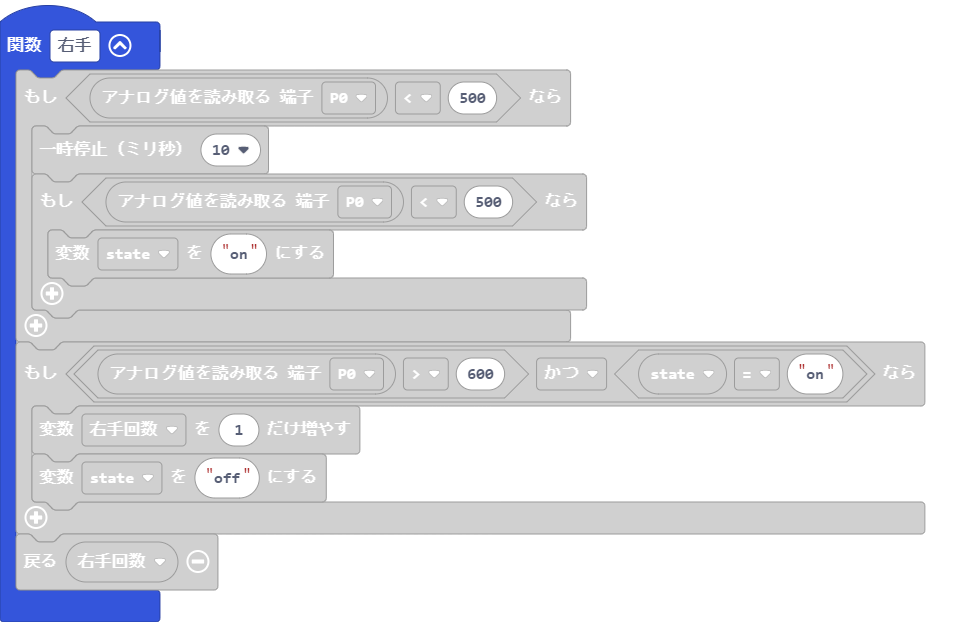 関数 右手
もし アナログ値を読み取る 端子 P0 < 500 なら
一時停止（ミリ秒） 10
もし アナログ値を読み取る 端子 P0 < 500 なら
変数 state を "on" にする
もし アナログ値を読み取る 端子 P0 > 600 かつ state = "on" なら
変数 右手回数 を 1 だけ増やす
変数 state を "off" にする
戻る 右手回数